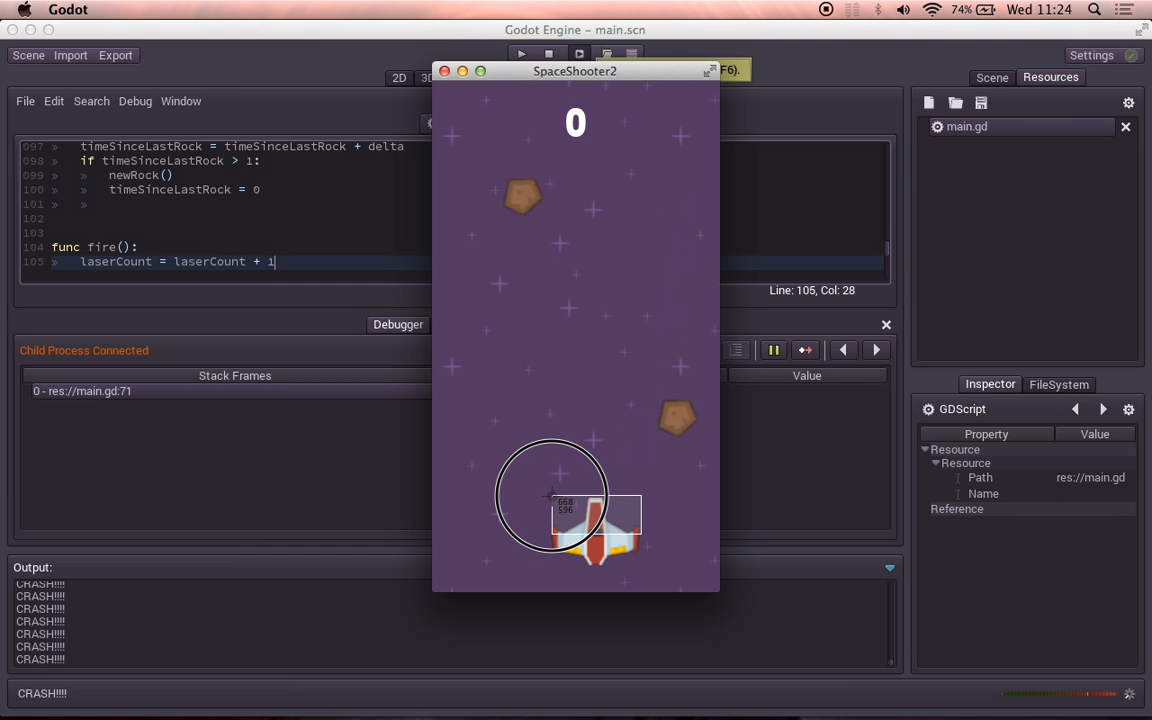 Godot
74%
Wed 11:24
Godot Engine – main.scn
Scene Import Export
Settings
F6).
SpaceShooter2
2D
Scene
Resources
File Edit Search Debug Window
main.gd
0
097 » timeSinceLastRock = timeSinceLastRock + delta
098 » if timeSinceLastRock > 1:
099 » » newRock()
100 » » timeSinceLastRock = 0
101 » »
102
103
104 func fire():
105 » laserCount = laserCount + 1
Line: 105, Col: 28
Debugger
Child Process Connected
Stack Frames
Value
0 - res://main.gd:71
658
596
Inspector
FileSystem
GDScript
Property
Value
Resource
Resource
Path
res://main.gd
Name
Reference
Output:
CRASH!!!!
CRASH!!!!
CRASH!!!!
CRASH!!!!
CRASH!!!!
CRASH!!!!
CRASH!!!!
CRASH!!!!